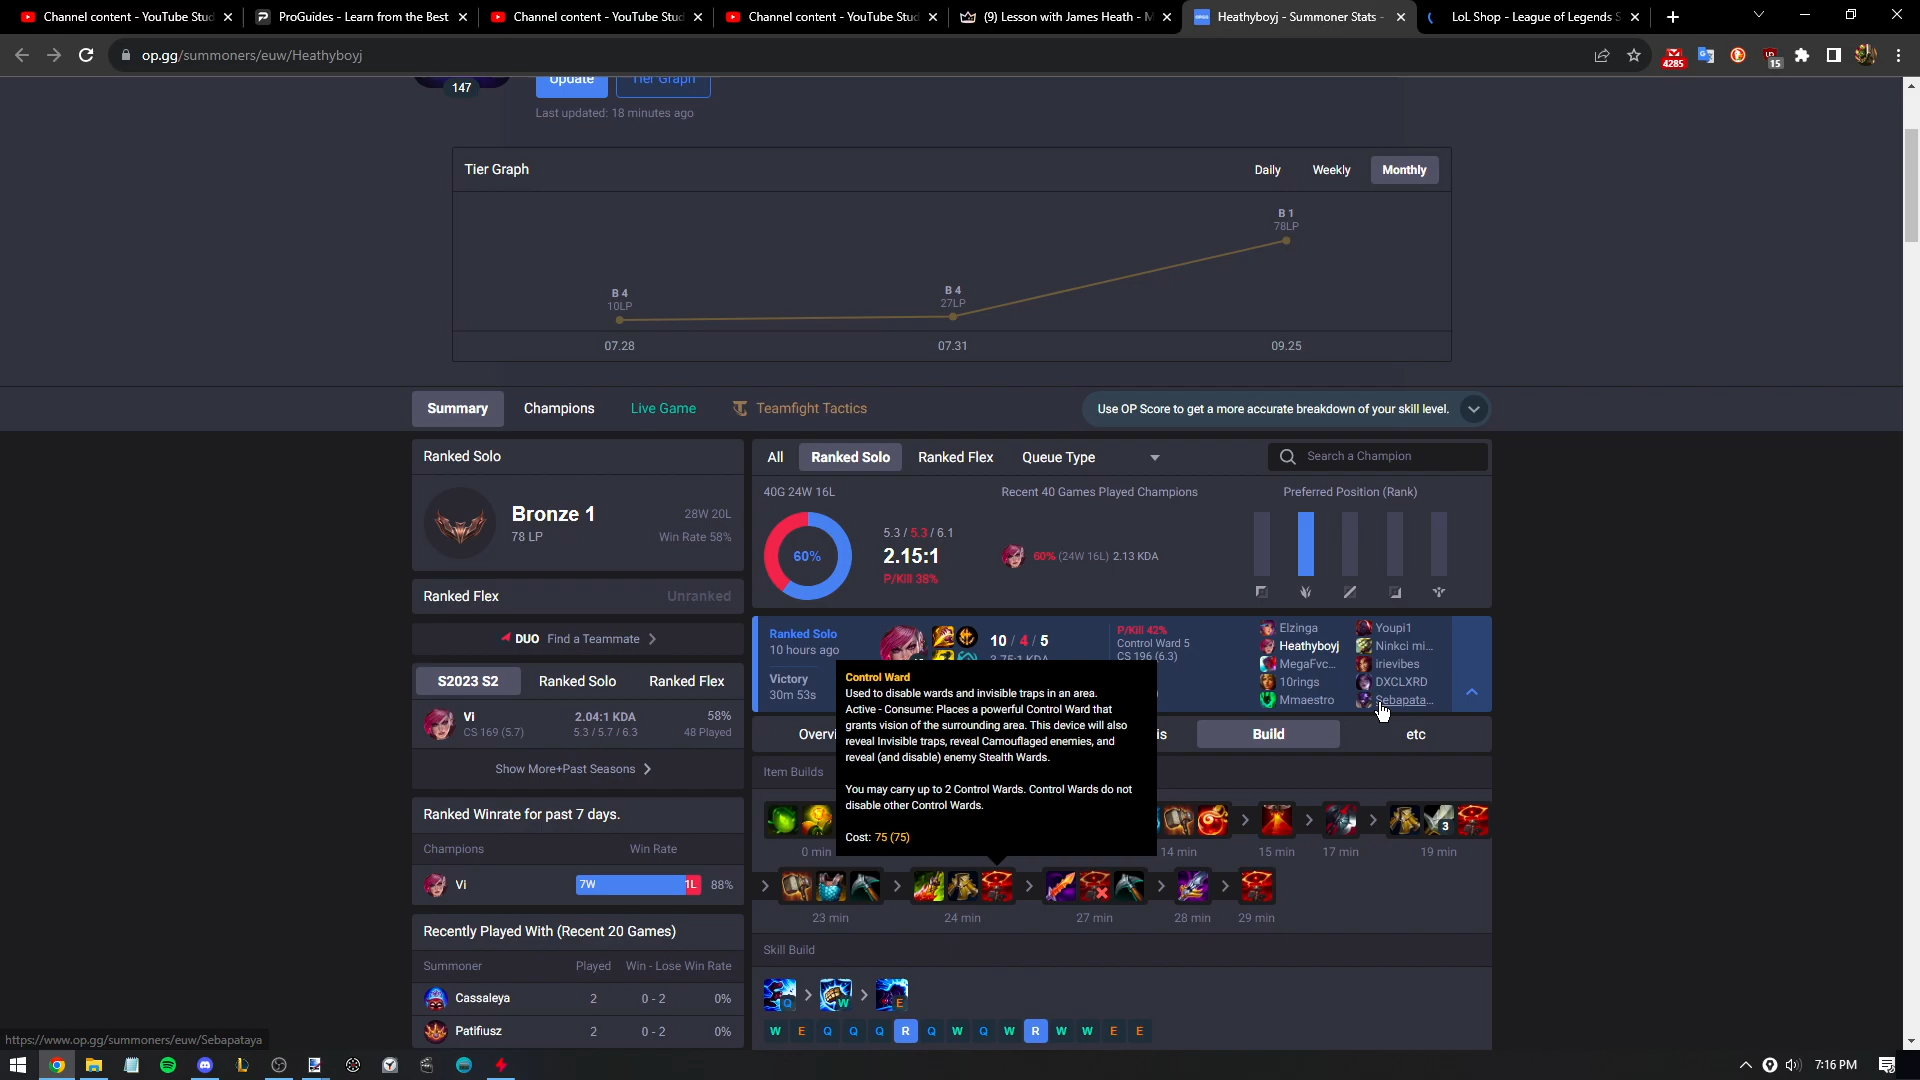 Channel content - YouTube Stud
ProGuides - Learn from the Best
Channel content - YouTube Stud
Channel content - YouTube Stud
(9) Lesson with James Heath - M
Heathyboyj - Summoner Stats -
LoL Shop - League of Legends S
op.gg/summoners/euw/Heathyboyj
4285
15
147
Update
Tier Graph
Last updated: 18 minutes ago
Tier Graph
Daily
Weekly
Monthly
B 1
78LP
B 4
10LP
B 4
27LP
07.28
07.31
09.25
Summary
Champions
Live Game
Teamfight Tactics
Use OP Score to get a more accurate breakdown of your skill level.
Ranked Solo
Bronze 1
28W 20L
78 LP
Win Rate 58%
Ranked Flex
Unranked
DUO Find a Teammate
S2023 S2
Ranked Solo
Ranked Flex
Vi
CS 169 (5.7)
2.04:1 KDA
5.3 / 5.7 / 6.3
58%
48 Played
Show More+Past Seasons
Ranked Winrate for past 7 days.
Champions
Win Rate
Vi
7W
1L
88%
Recently Played With (Recent 20 Games)
Summoner
Played
Win - Lose
Win Rate
Cassaleya
2
0 - 2
0%
Patifiusz
2
0 - 2
0%
All
Ranked Solo
Ranked Flex
Queue Type
Search a Champion
40G 24W 16L
60%
5.3 / 5.3 / 6.1
2.15:1
P/Kill 38%
Recent 40 Games Played Champions
60% (24W 16L) 2.13 KDA
Preferred Position (Rank)
Ranked Solo
10 hours ago
Victory
30m 53s
10 / 4 / 5
3.75:1 KDA
P/Kill 42%
Control Ward 5
CS 196 (6.3)
Elzinga
Heathyboyj
MegaFvc...
10rings
Mmaestro
Youpi1
Ninkci mi...
irievibes
DXCLXRD
Sebapata...
Control Ward
Used to disable wards and invisible traps in an area.
Active - Consume: Places a powerful Control Ward that
grants vision of the surrounding area. This device will also
reveal Invisible traps, reveal Camouflaged enemies, and
reveal (and disable) enemy Stealth Wards.
You may carry up to 2 Control Wards. Control Wards do not
disable other Control Wards.
Cost: 75 (75)
Overvi
is
Build
etc
Item Builds
3
0 min
14 min
15 min
17 min
19 min
23 min
24 min
27 min
28 min
29 min
Skill Build
Q
W
E
W E Q Q Q R Q W Q W R W W E E
https://www.op.gg/summoners/euw/Sebapataya
7:16 PM